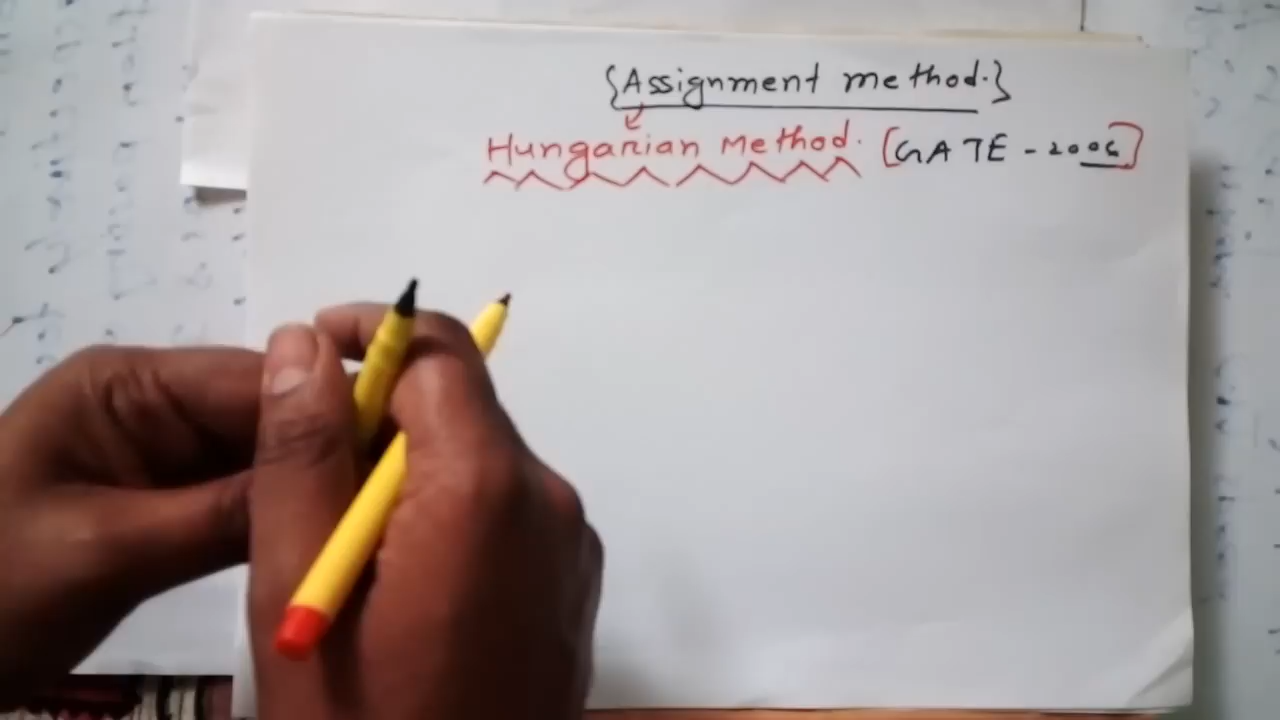 {Assignment method.}
Hungarian Method. [GATE - 2006]